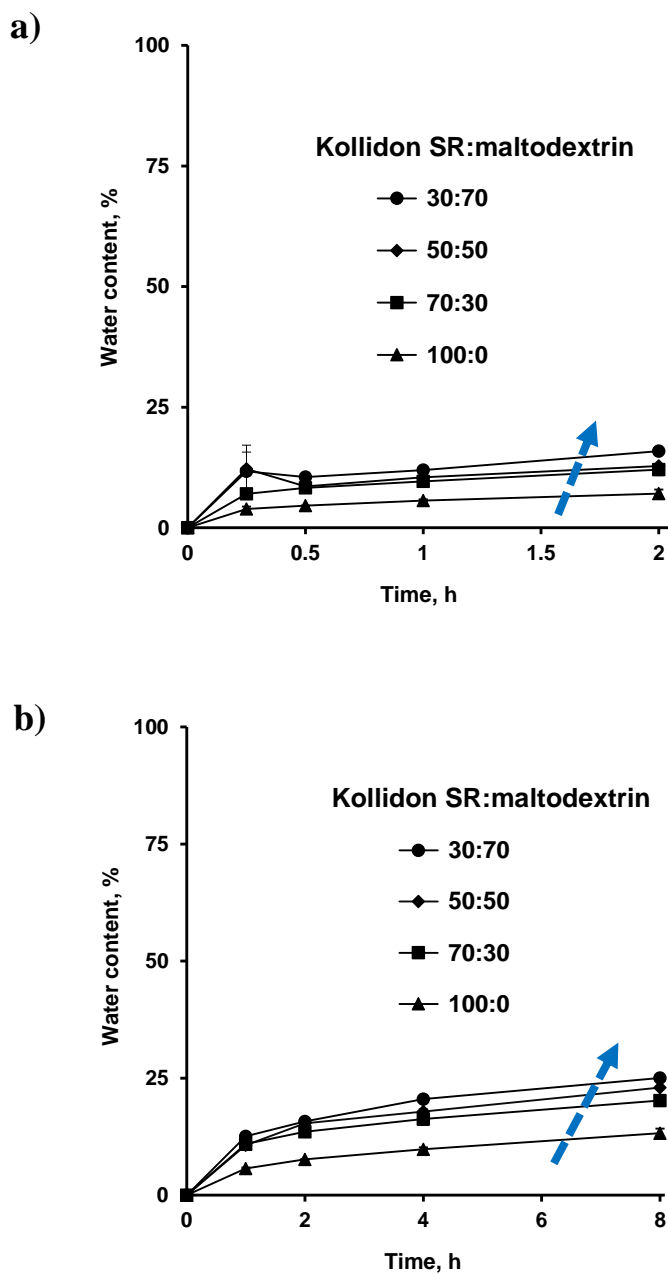 a)
100
75
50
25
0
Water content, %
Kollidon SR:maltodextrin
30:70
50:50
70:30
100:0
0 0.5 1 1.5 2
Time, h
b)
100
75
50
25
0
Water content, %
Kollidon SR:maltodextrin
30:70
50:50
70:30
100:0
0 2 4 6 8
Time, h